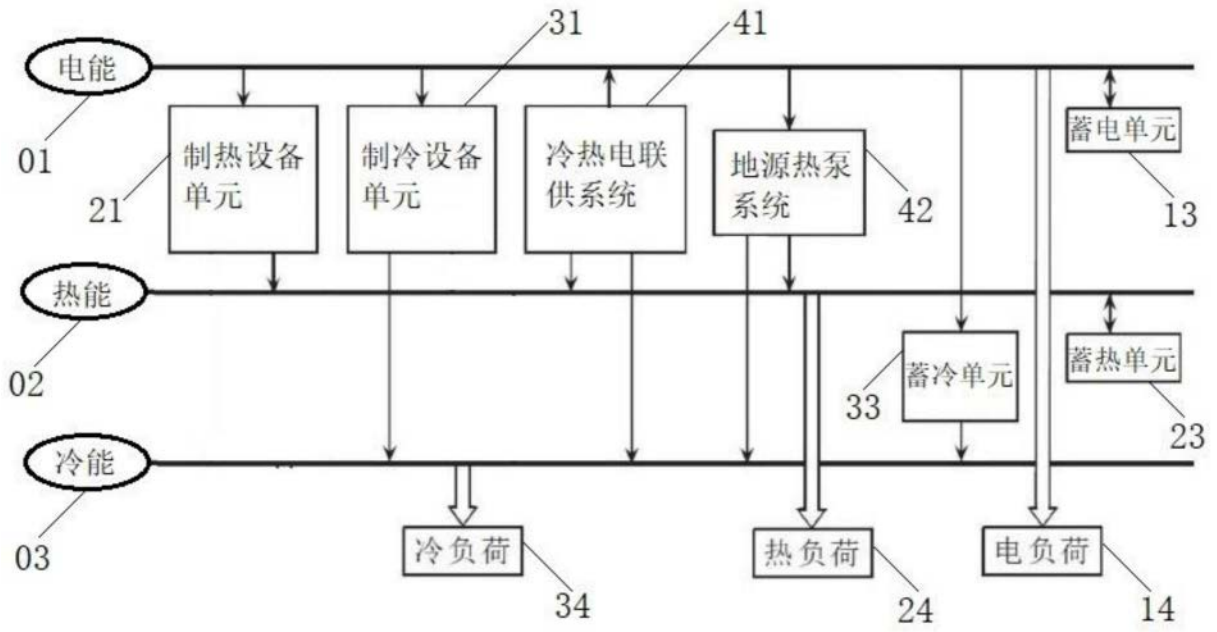 31
41
电能
01
制热设备
单元
21
制冷设备
单元
冷热电联
供系统
地源热泵
系统
42
蓄电单元
13
热能
02
蓄冷单元
33
蓄热单元
23
冷能
03
冷负荷
34
热负荷
24
电负荷
14